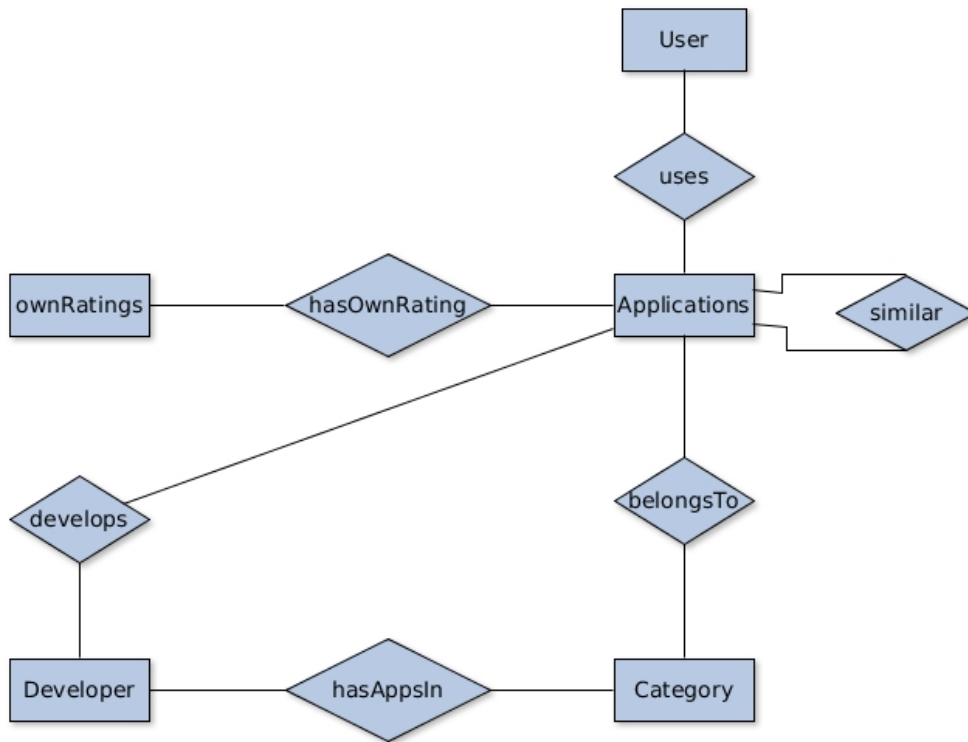 User
uses
ownRatings
hasOwnRating
Applications
similar
develops
belongsTo
Developer
hasAppsIn
Category